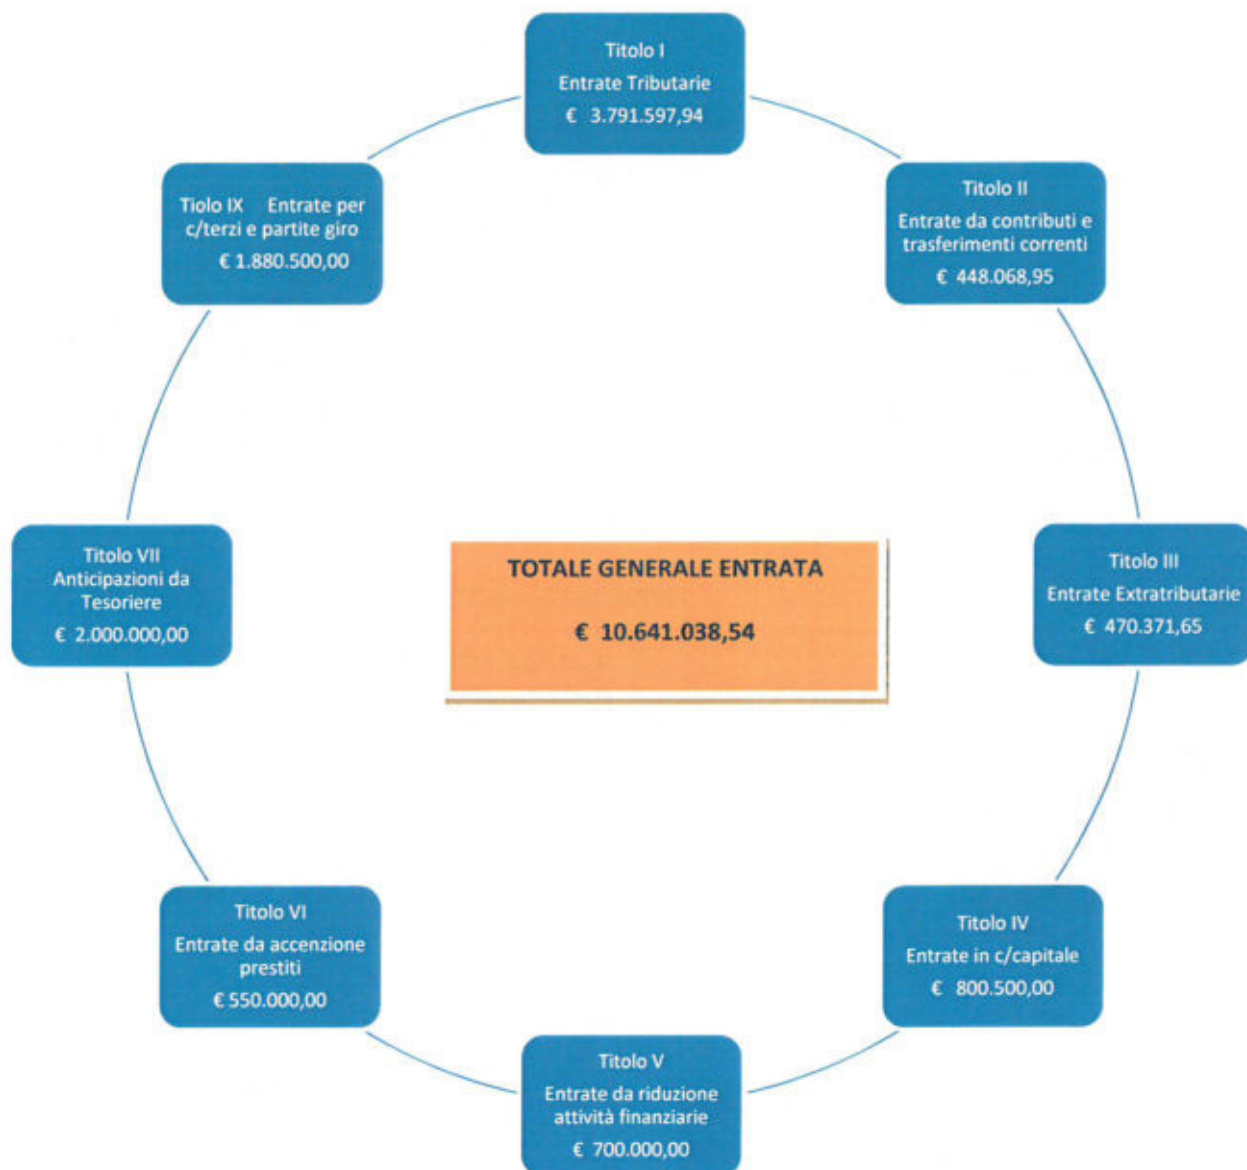 Titolo I
Entrate Tributarie
€ 3.791.597,94
Titolo II
Entrate da contributi e
trasferimenti correnti
€ 448.068,95
Titolo III
Entrate Extratributarie
€ 470.371,65
Titolo IV
Entrate in c/capitale
€ 800.500,00
Titolo V
Entrate da riduzione
attività finanziarie
€ 700.000,00
Titolo VI
Entrate da accenzione
prestiti
€ 550.000,00
Titolo VII
Anticipazioni da
Tesoriere
€ 2.000.000,00
Tiolo IX Entrate per
c/terzi e partite giro
€ 1.880.500,00
TOTALE GENERALE ENTRATA
€ 10.641.038,54